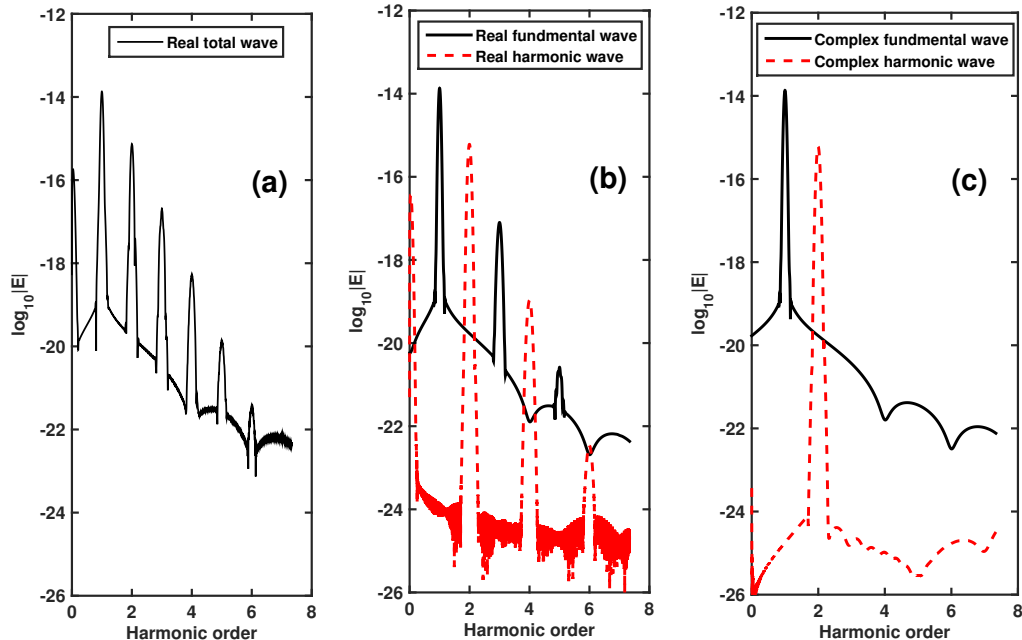 Real total wave
(a)
log10|E|
-12
-14
-16
-18
-20
-22
-24
-26
0
2
4
6
8
Harmonic order
Real fundmental wave
Real harmonic wave
(b)
log10|E|
-12
-14
-16
-18
-20
-22
-24
-26
0
2
4
6
8
Harmonic order
Complex fundmental wave
Complex harmonic wave
(c)
log10|E|
-12
-14
-16
-18
-20
-22
-24
-26
0
2
4
6
8
Harmonic order